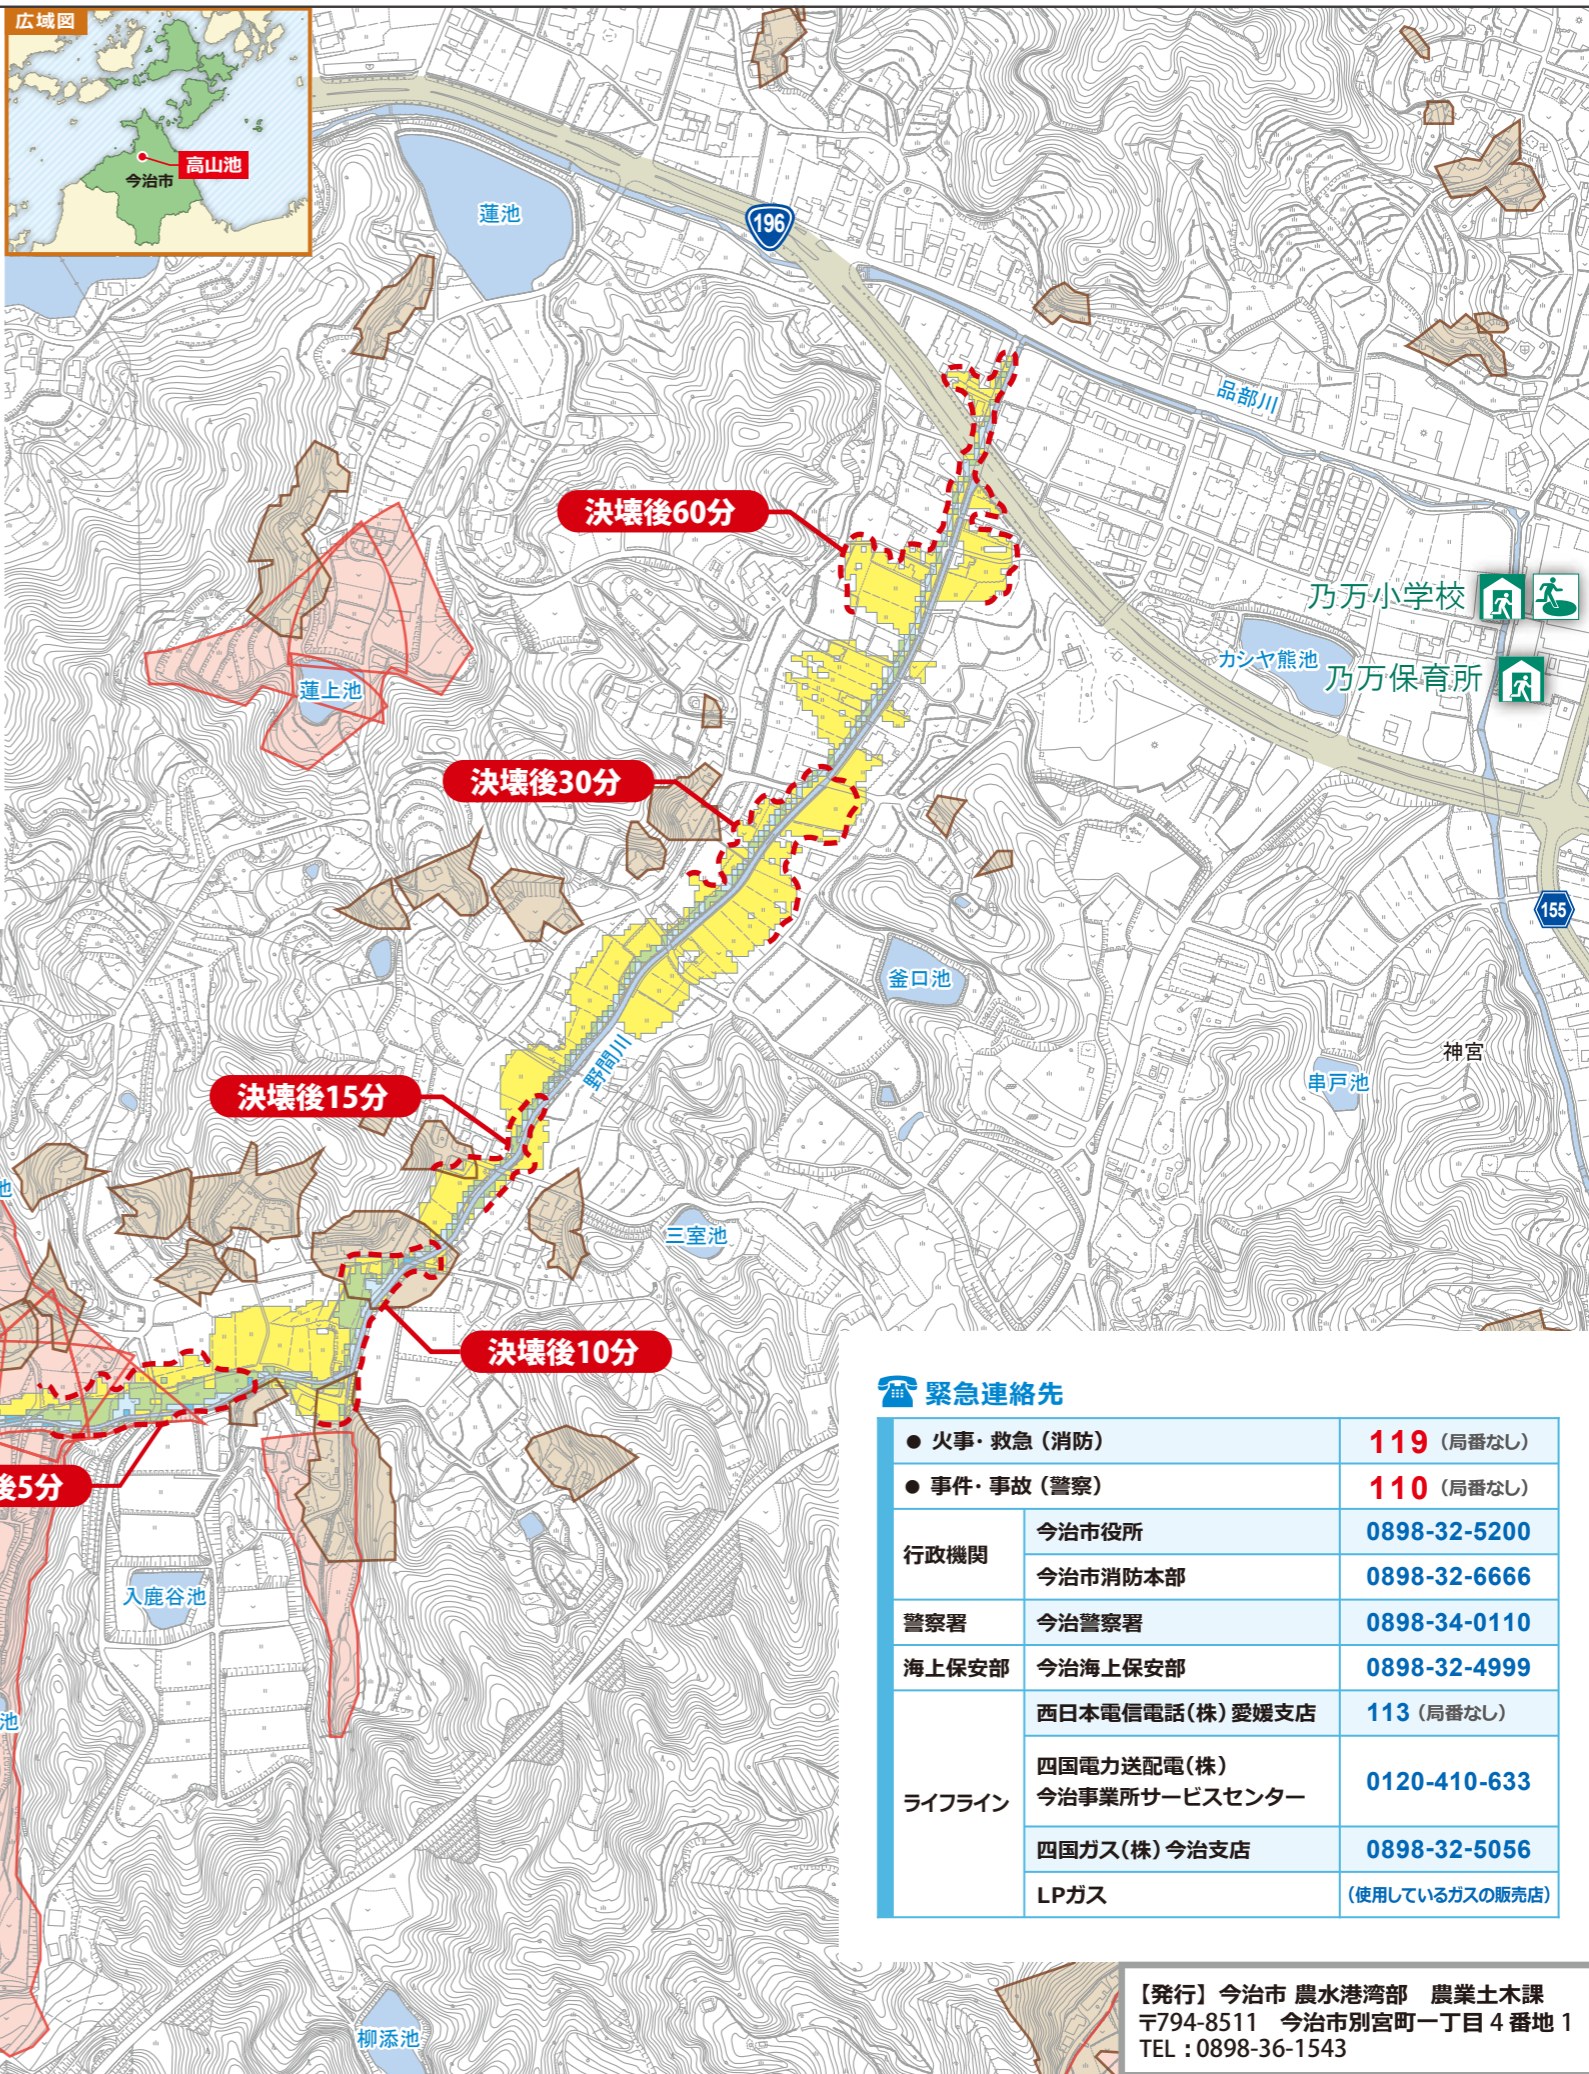 広域図
高山池
今治市
蓮池
196
品部川
決壊後60分
乃万小学校
カシヤ熊池
乃万保育所
蓮上池
決壊後30分
155
釜口池
神宮
串戸池
野間川
決壊後15分
池
三室池
決壊後10分
後5分
入鹿谷池
池
柳添池
緊急連絡先
● 火事・救急（消防） 119（局番なし）
● 事件・事故（警察） 110（局番なし）
行政機関 今治市役所 0898-32-5200
今治市消防本部 0898-32-6666
警察署 今治警察署 0898-34-0110
海上保安部 今治海上保安部 0898-32-4999
ライフライン 西日本電信電話(株)愛媛支店 113（局番なし）
四国電力送配電(株)
今治事業所サービスセンター 0120-410-633
四国ガス(株)今治支店 0898-32-5056
LPガス （使用しているガスの販売店）
【発行】今治市 農水港湾部　農業土木課
〒794-8511　今治市別宮町一丁目 4 番地 1
TEL：0898-36-1543